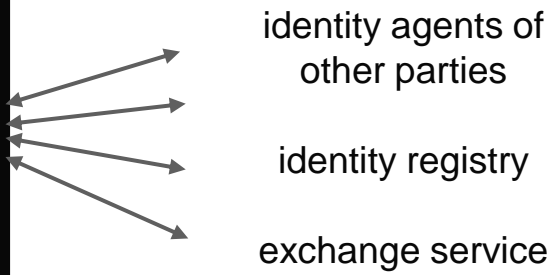 identity agents of
other parties
identity registry
exchange service